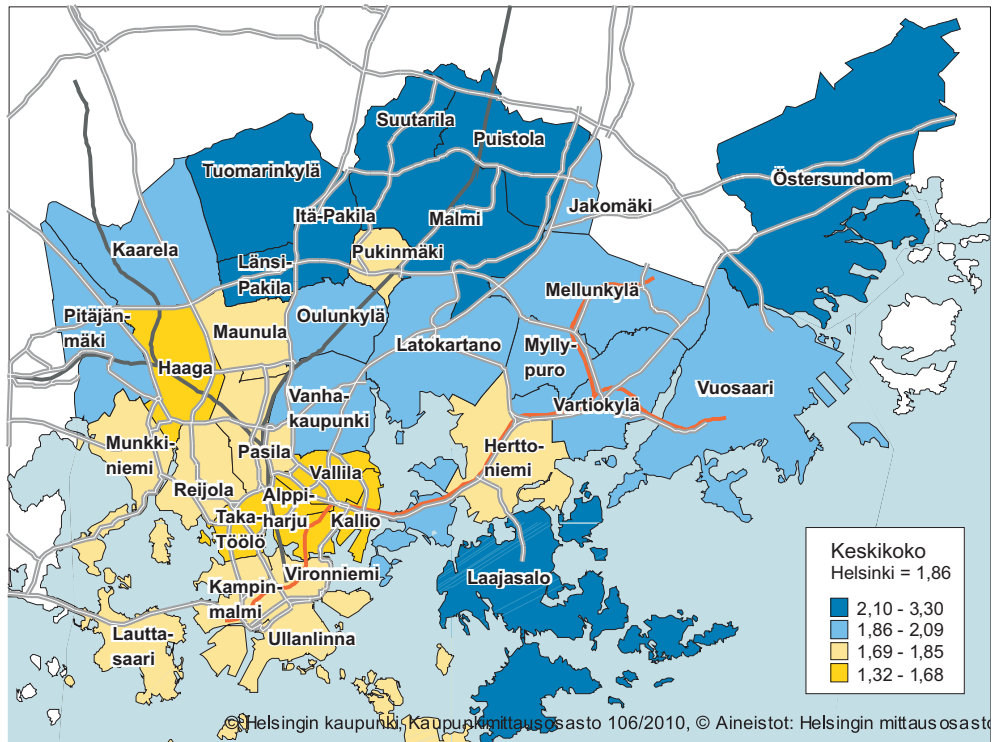 Suutarila
Puistola
Tuomarinkylä
Östersundom
Itä-Pakila
Malmi
Jakomäki
Kaarela
Pukinmäki
Länsi-
Pakila
Mellunkylä
Pitäjän-
mäki
Maunula
Oulunkylä
Latokartano
Mylly-
puro
Haaga
Vuosaari
Vanha-
kaupunki
Vartiokylä
Munkki-
niemi
Pasila
Hertto-
niemi
Vallila
Reijola
Alppi-
harju
Kallio
Taka-
Töölö
Vironniemi
Laajasalo
Kampin-
malmi
Lautta-
saari
Ullanlinna
Keskikoko
Helsinki = 1,86
2,10 - 3,30
1,86 - 2,09
1,69 - 1,85
1,32 - 1,68
© Helsingin kaupunki, Kaupunkimittausosasto 106/2010, © Aineistot: Helsingin mittausosasto